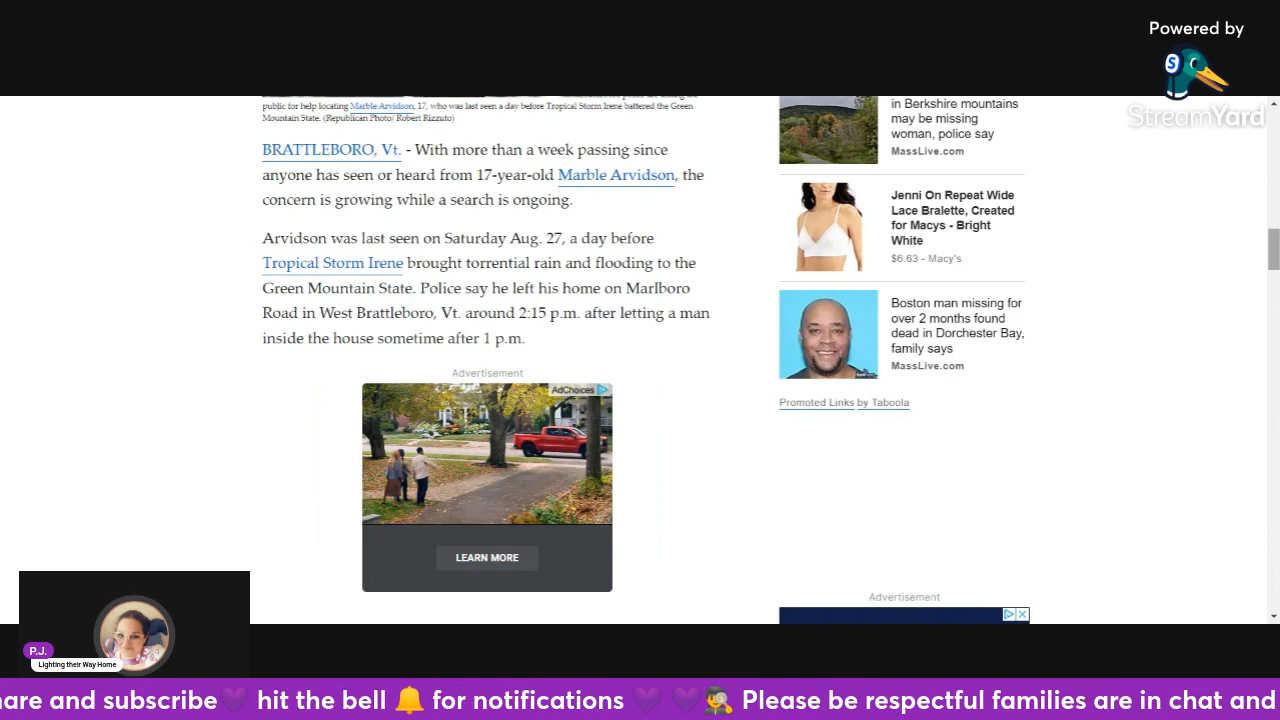 Powered by
S
StreamYard
public for help locating Marble Arvidson, 17, who was last seen a day before Tropical Storm Irene battered the Green
Mountain State. (Republican Photo/ Robert Rizzuto)
BRATTLEBORO, Vt. - With more than a week passing since
anyone has seen or heard from 17-year-old Marble Arvidson, the
concern is growing while a search is ongoing.
Arvidson was last seen on Saturday Aug. 27, a day before
Tropical Storm Irene brought torrential rain and flooding to the
Green Mountain State. Police say he left his home on Marlboro
Road in West Brattleboro, Vt. around 2:15 p.m. after letting a man
inside the house sometime after 1 p.m.
Advertisement
AdChoices
LEARN MORE
in Berkshire mountains
may be missing
woman, police say
MassLive.com
Jenni On Repeat Wide
Lace Bralette, Created
for Macys - Bright
White
$6.63 - Macy's
Boston man missing for
over 2 months found
dead in Dorchester Bay,
family says
MassLive.com
Promoted Links by Taboola
Advertisement
P.J.
Lighting their Way Home
are and subscribe💜 hit the bell 🔔 for notifications 💜 💜🕵 Please be respectful families are in chat and